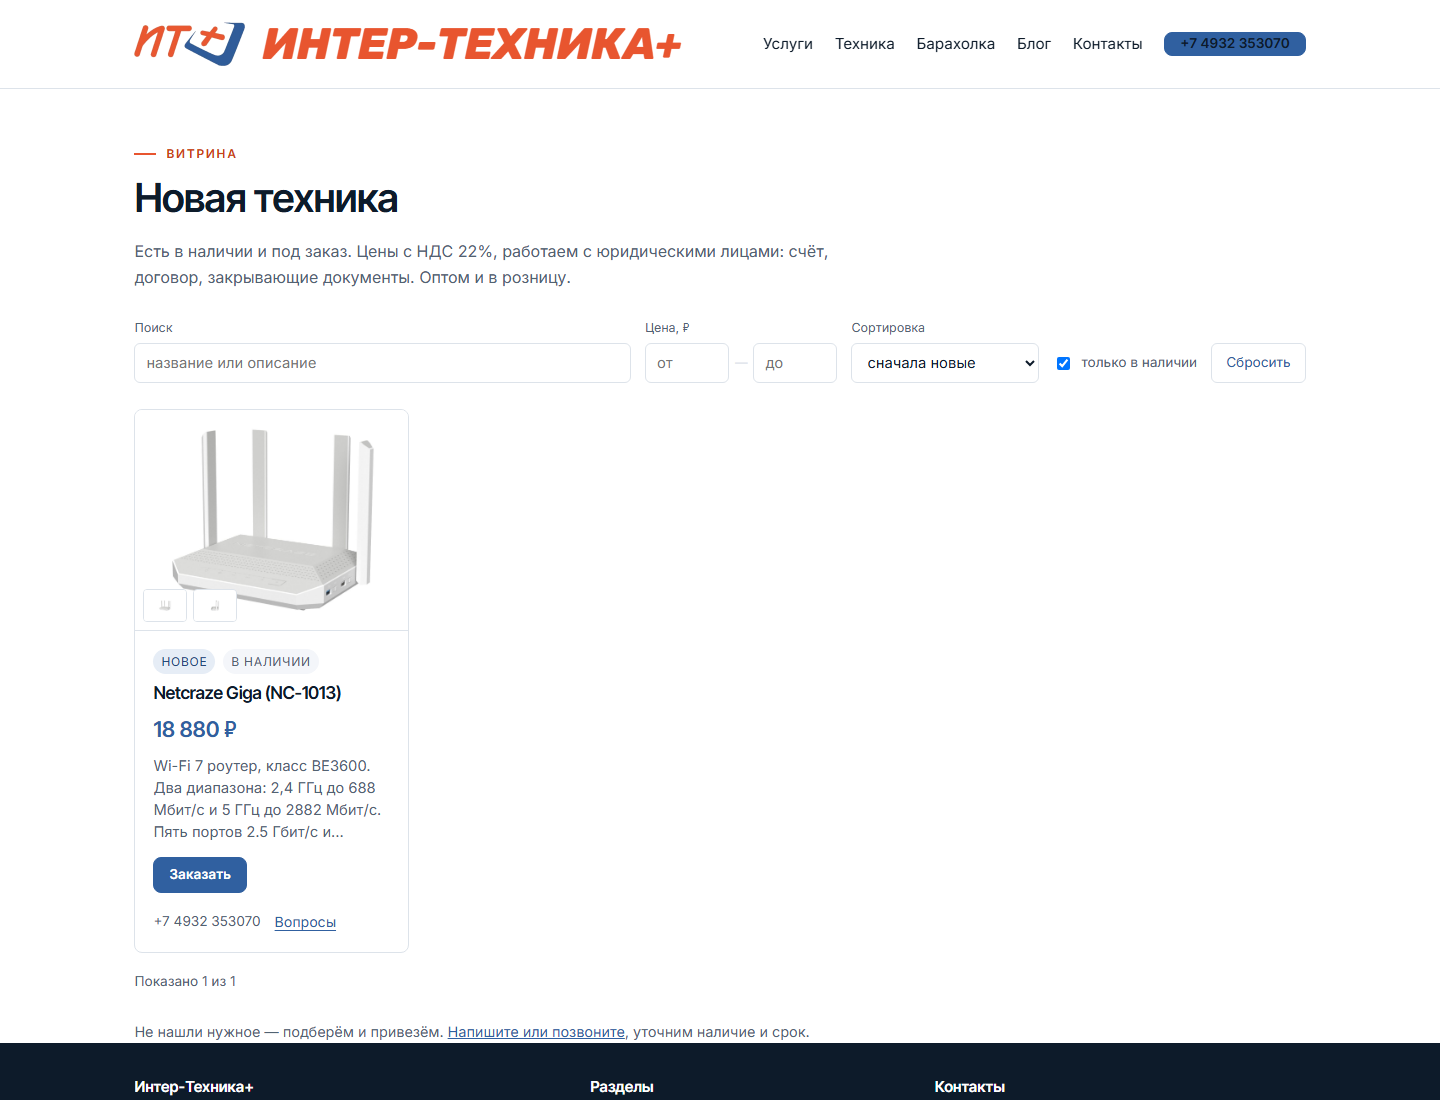 ИТ+ ИНТЕР-ТЕХНИКА+
Услуги Техника Барахолка Блог Контакты +7 4932 353070
ВИТРИНА
Новая техника
Есть в наличии и под заказ. Цены с НДС 22%, работаем с юридическими лицами: счёт,
договор, закрывающие документы. Оптом и в розницу.
Поиск Цена, ₽ Сортировка
название или описание от — до сначала новые только в наличии Сбросить
НОВОЕ В НАЛИЧИИ
Netcraze Giga (NC-1013)
18 880 ₽
Wi-Fi 7 роутер, класс BE3600.
Два диапазона: 2,4 ГГц до 688
Мбит/с и 5 ГГц до 2882 Мбит/с.
Пять портов 2.5 Гбит/с и...
Заказать
+7 4932 353070 Вопросы
Показано 1 из 1
Не нашли нужное — подберём и привезём. Напишите или позвоните, уточним наличие и срок.
Интер-Техника+ Разделы Контакты